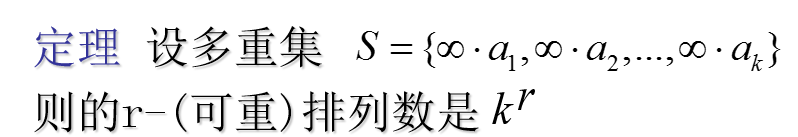 定理 设多重集 S = {∞·a₁,∞·a₂,...,∞·aₖ}
则的r-(可重)排列数是 kʳ